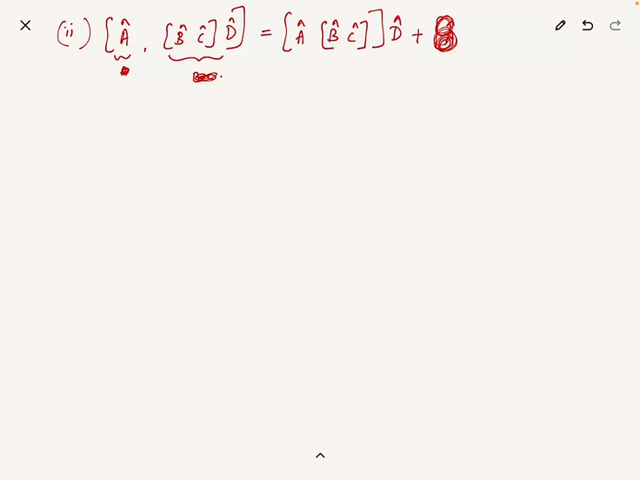 (ii) [Â , [B̂ Ĉ] D̂] = [Â [B̂ Ĉ]] D̂ +